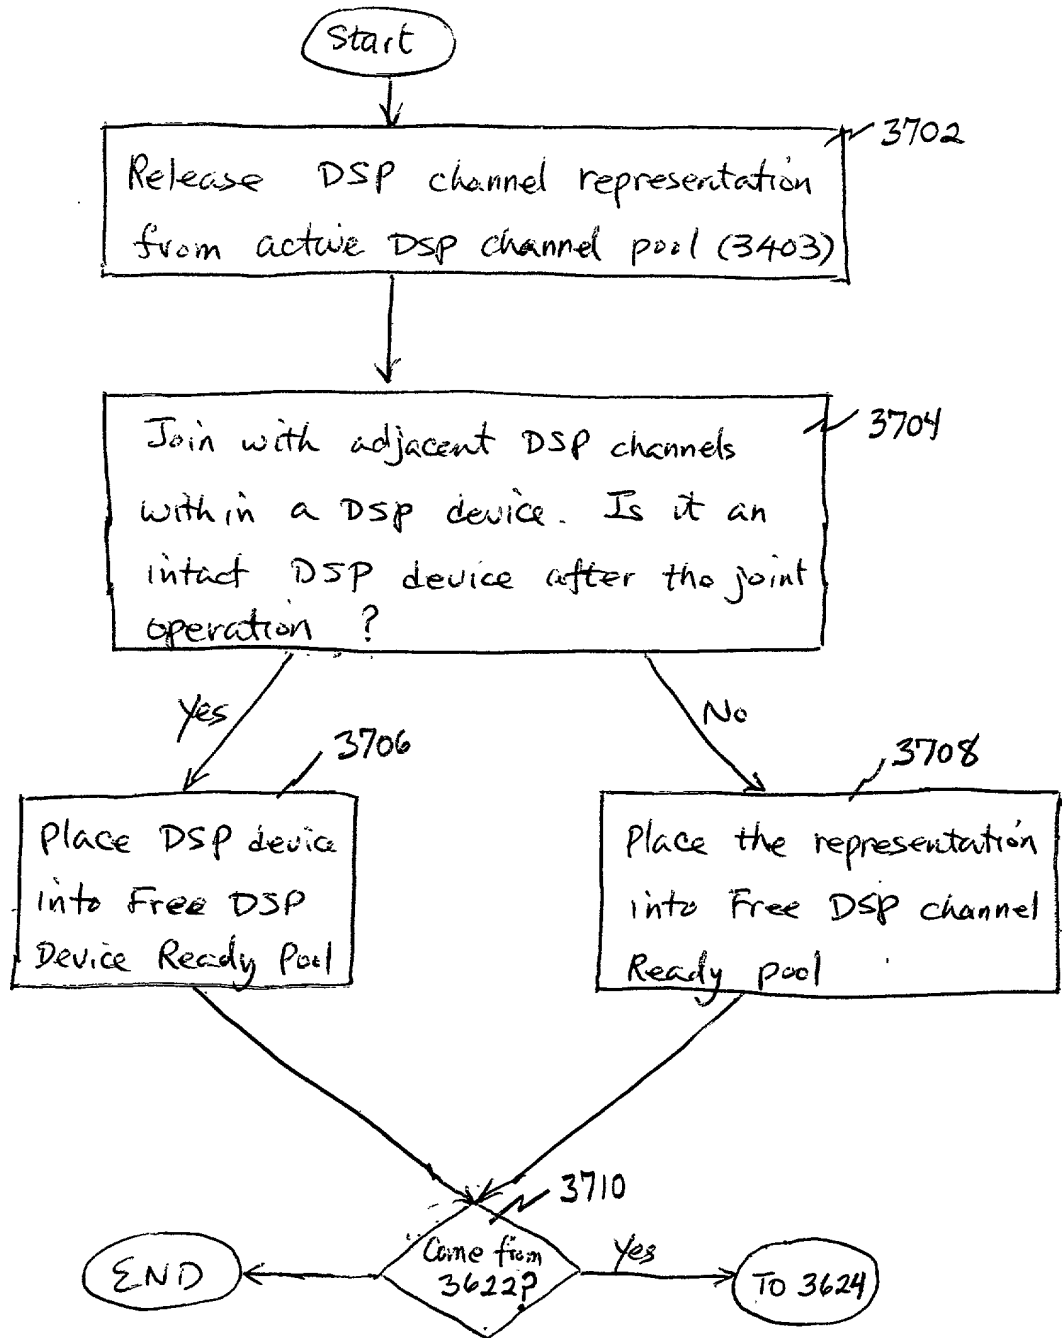 Start
3702
Release DSP channel representation
from active DSP channel pool (3403)
3704
Join with adjacent DSP channels
within a DSP device. Is it an
intact DSP device after the joint
operation ?
Yes
No
3706
3708
Place DSP device
into Free DSP
Device Ready Pool
Place the representation
into Free DSP channel
Ready pool
3710
Come from
3622?
END
Yes
TO 3624